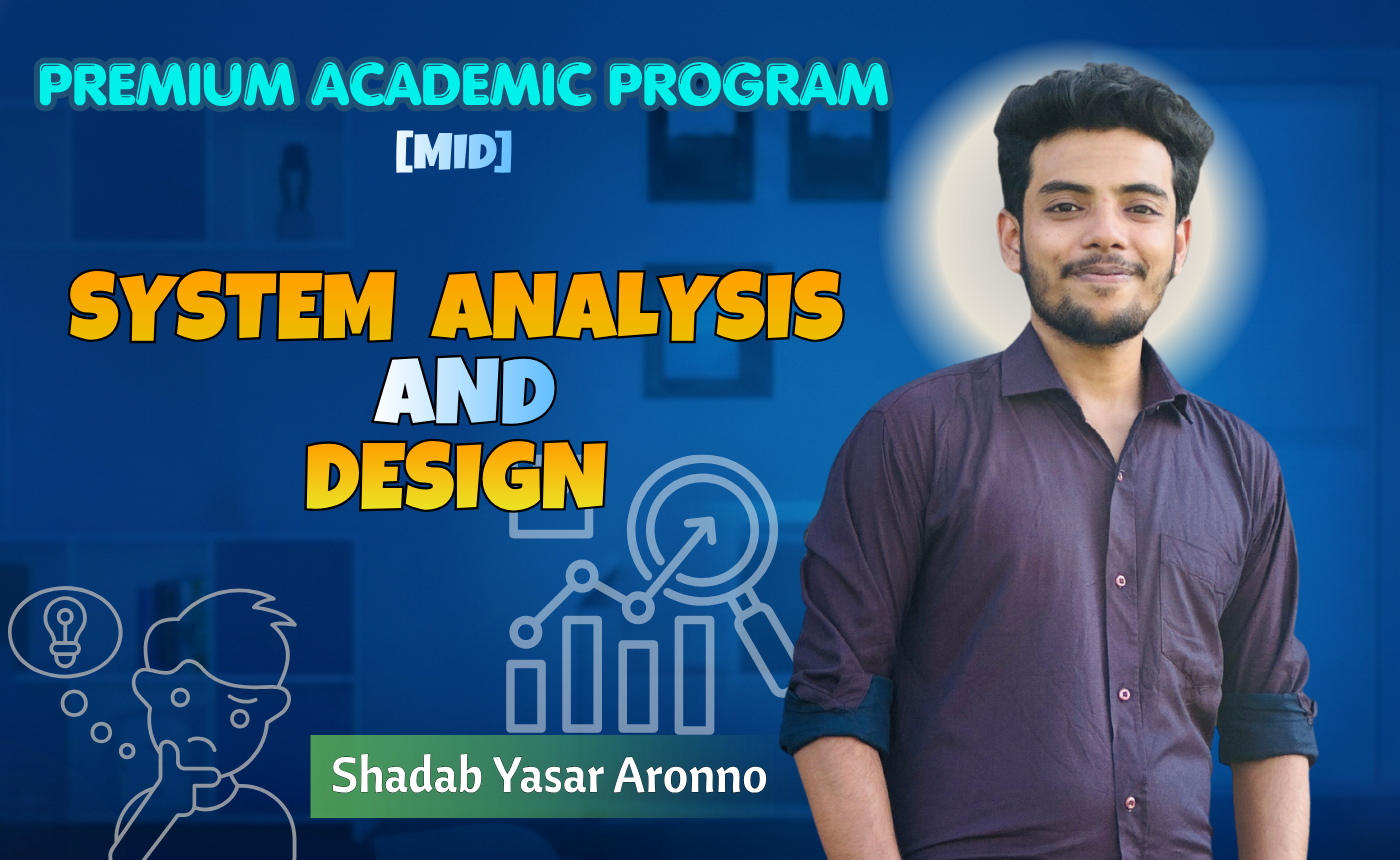 PREMIUM ACADEMIC PROGRAM
[MID]
SYSTEM ANALYSIS
AND
DESIGN
Shadab Yasar Aronno